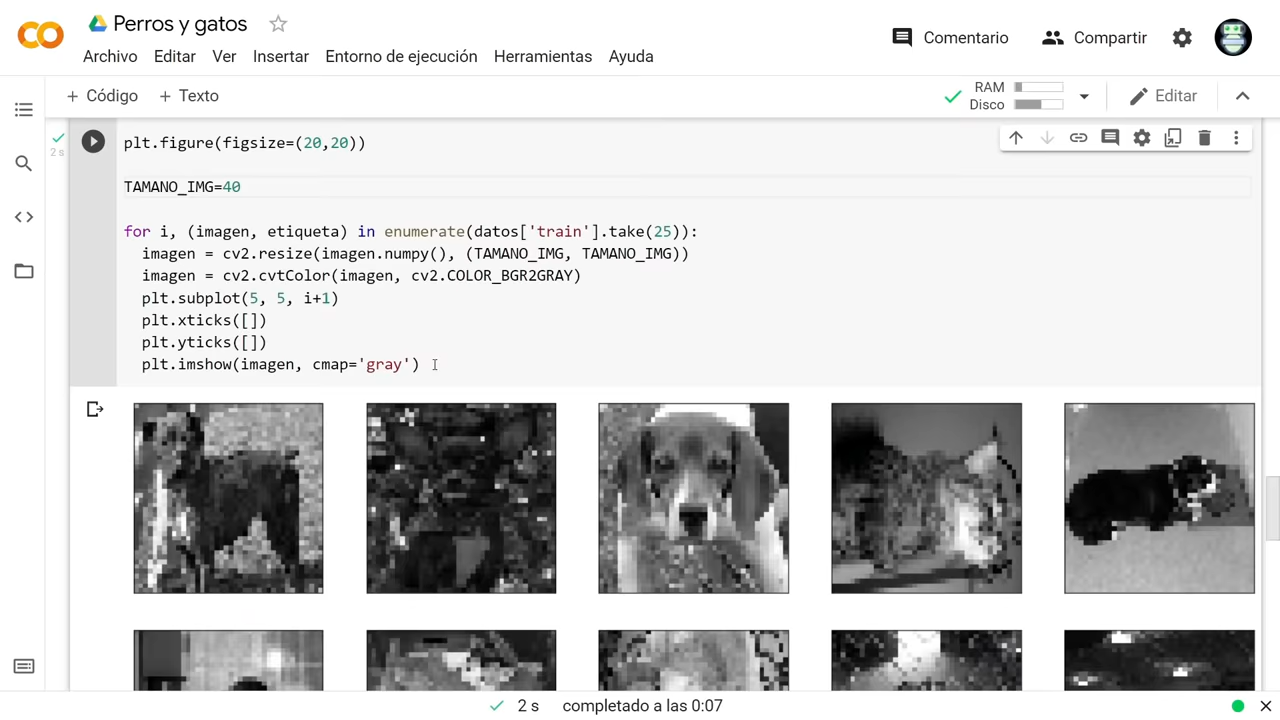 Perros y gatos
Comentario
Compartir
Archivo Editar Ver Insertar Entorno de ejecución Herramientas Ayuda
+ Código + Texto
RAM
Disco
Editar
2 s
plt.figure(figsize=(20,20))
TAMANO_IMG=40
for i, (imagen, etiqueta) in enumerate(datos['train'].take(25)):
  imagen = cv2.resize(imagen.numpy(), (TAMANO_IMG, TAMANO_IMG))
  imagen = cv2.cvtColor(imagen, cv2.COLOR_BGR2GRAY)
  plt.subplot(5, 5, i+1)
  plt.xticks([])
  plt.yticks([])
  plt.imshow(imagen, cmap='gray')
2 s completado a las 0:07